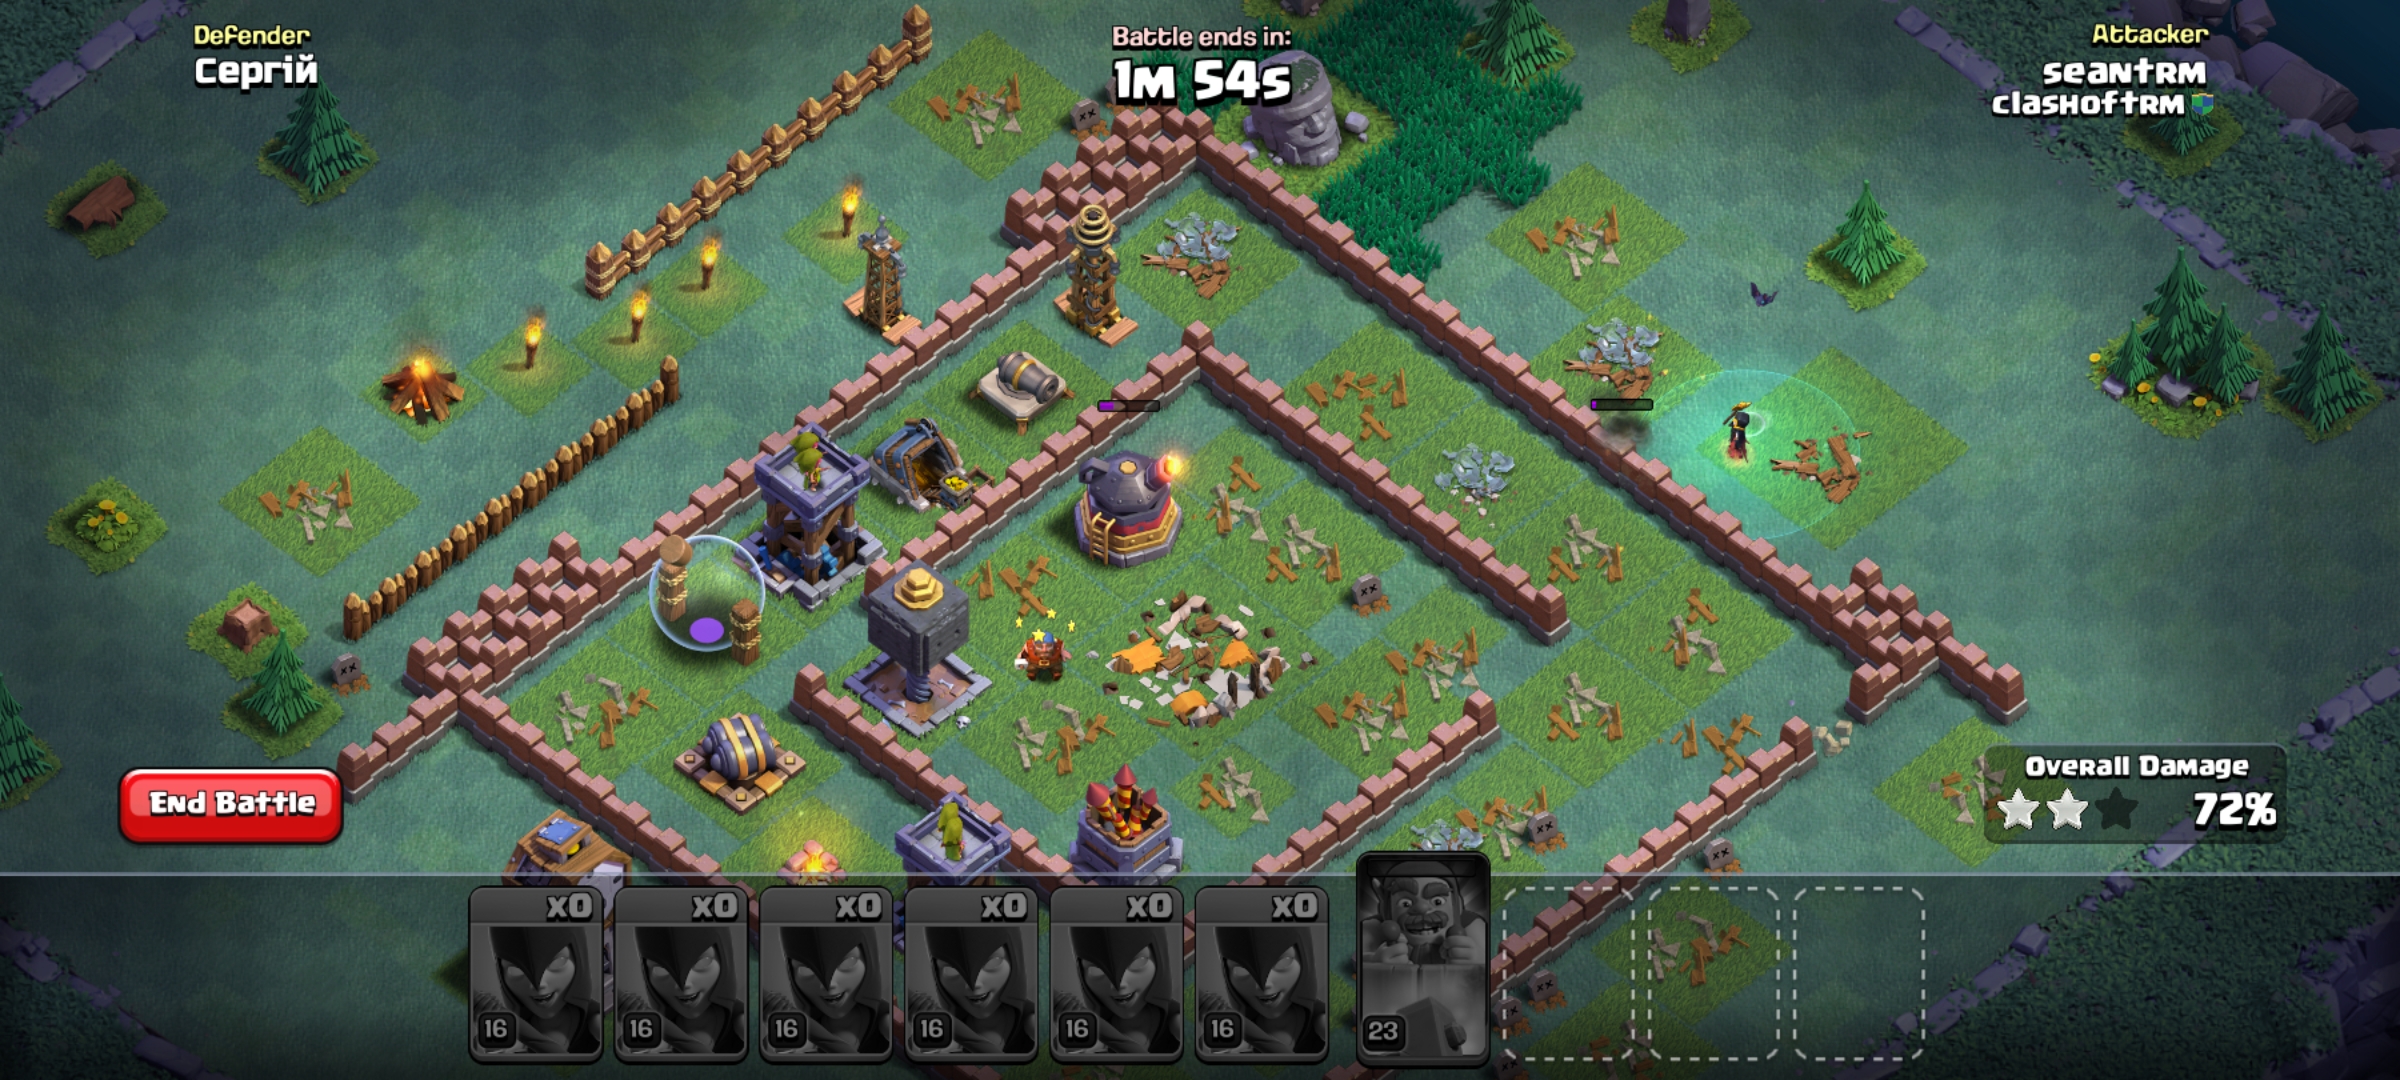 Defender
Сергій
Battle ends in:
1M 54s
Attacker
seantRM
clashoftRM
End Battle
Overall Damage
72%
x0
x0
x0
x0
x0
x0
16
16
16
16
16
16
23